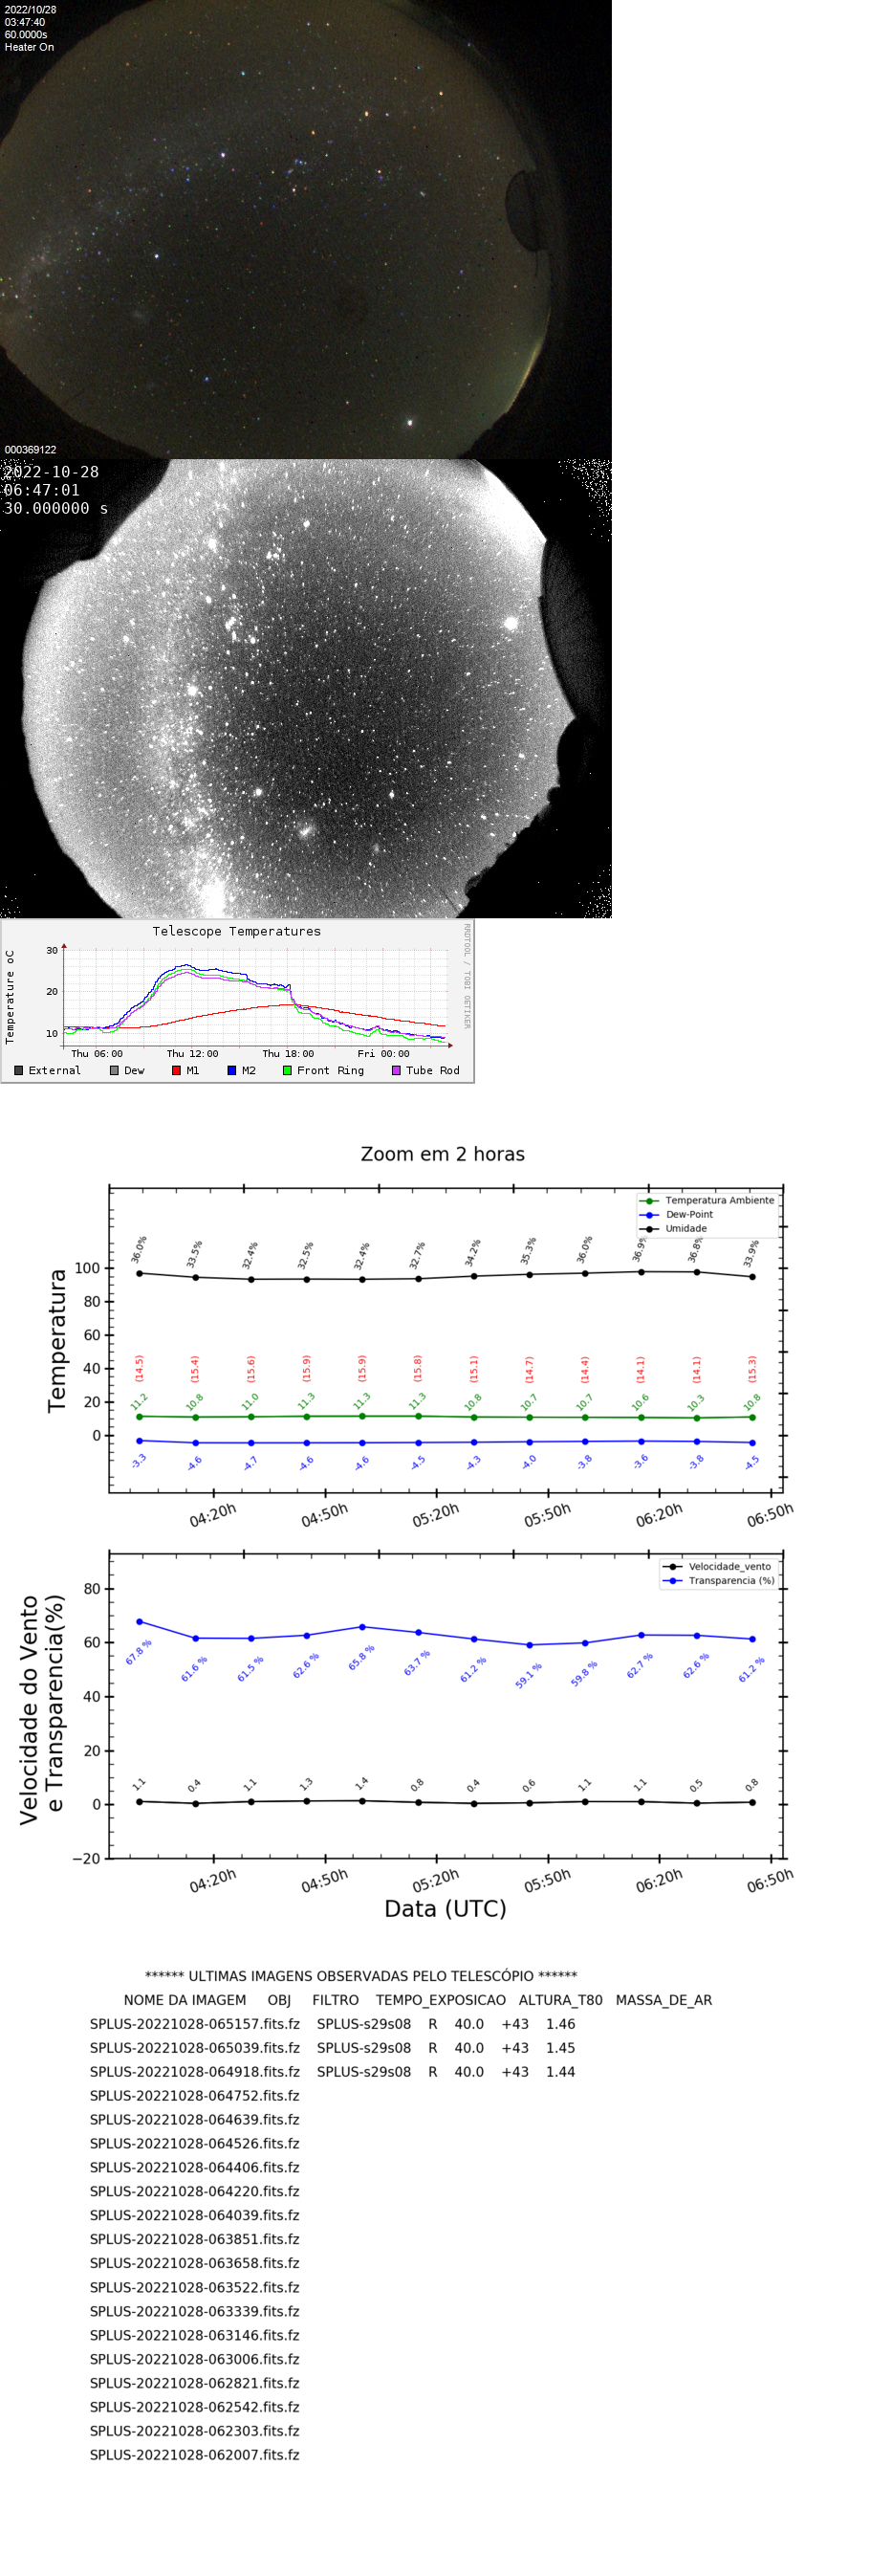 2022/10/28
03:47:40
60.0000s
Heater On
000369122
2022-10-28
06:47:01
30.000000 s
Telescope Temperatures
RRDTOOL / TOBI OETIKER
Temperature oC
30
20
10
Thu 06:00 Thu 12:00 Thu 18:00 Fri 00:00
External Dew M1 M2 Front Ring Tube Rod
Zoom em 2 horas
Temperatura Ambiente
Dew-Point
Umidade
Temperatura
100
80
60
40
20
0
36.0% 33.5% 32.4% 32.5% 32.4% 32.7% 34.2% 35.3% 36.0% 36.9% 36.8% 33.9%
(14.5) (15.4) (15.6) (15.9) (15.9) (15.8) (15.1) (14.7) (14.4) (14.1) (14.1) (15.3)
11.2 10.8 11.0 11.3 11.3 11.3 10.8 10.7 10.7 10.6 10.3 10.8
-3.3 -4.6 -4.7 -4.6 -4.6 -4.5 -4.3 -4.0 -3.8 -3.6 -3.8 -4.5
04:20h 04:50h 05:20h 05:50h 06:20h 06:50h
Velocidade_vento
Transparencia (%)
Velocidade do Vento
e Transparencia(%)
80
60
40
20
0
−20
67.8 % 61.6 % 61.5 % 62.6 % 65.8 % 63.7 % 61.2 % 59.1 % 59.8 % 62.7 % 62.6 % 61.2 %
1.1 0.4 1.1 1.3 1.4 0.8 0.4 0.6 1.1 1.1 0.5 0.8
04:20h 04:50h 05:20h 05:50h 06:20h 06:50h
Data (UTC)
****** ULTIMAS IMAGENS OBSERVADAS PELO TELESCÓPIO ******
NOME DA IMAGEM OBJ FILTRO TEMPO_EXPOSICAO ALTURA_T80 MASSA_DE_AR
SPLUS-20221028-065157.fits.fz SPLUS-s29s08 R 40.0 +43 1.46
SPLUS-20221028-065039.fits.fz SPLUS-s29s08 R 40.0 +43 1.45
SPLUS-20221028-064918.fits.fz SPLUS-s29s08 R 40.0 +43 1.44
SPLUS-20221028-064752.fits.fz
SPLUS-20221028-064639.fits.fz
SPLUS-20221028-064526.fits.fz
SPLUS-20221028-064406.fits.fz
SPLUS-20221028-064220.fits.fz
SPLUS-20221028-064039.fits.fz
SPLUS-20221028-063851.fits.fz
SPLUS-20221028-063658.fits.fz
SPLUS-20221028-063522.fits.fz
SPLUS-20221028-063339.fits.fz
SPLUS-20221028-063146.fits.fz
SPLUS-20221028-063006.fits.fz
SPLUS-20221028-062821.fits.fz
SPLUS-20221028-062542.fits.fz
SPLUS-20221028-062303.fits.fz
SPLUS-20221028-062007.fits.fz